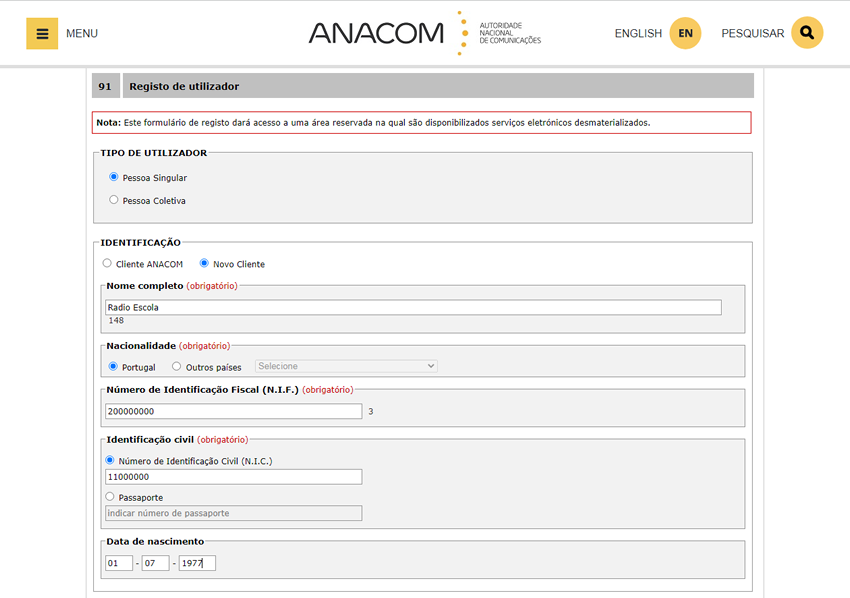 MENU
ANACOM
AUTORIDADE
NACIONAL
DE COMUNICAÇÕES
ENGLISH
EN
PESQUISAR
91
Registo de utilizador
Nota: Este formulário de registo dará acesso a uma área reservada na qual são disponibilizados serviços eletrónicos desmaterializados.
TIPO DE UTILIZADOR
Pessoa Singular
Pessoa Coletiva
IDENTIFICAÇÃO
Cliente ANACOM Novo Cliente
Nome completo (obrigatório)
Radio Escola
148
Nacionalidade (obrigatório)
Portugal Outros países Selecione
Número de Identificação Fiscal (N.I.F.) (obrigatório)
200000000 3
Identificação civil (obrigatório)
Número de Identificação Civil (N.I.C.)
11000000
Passaporte
indicar número de passaporte
Data de nascimento
01 - 07 - 1977